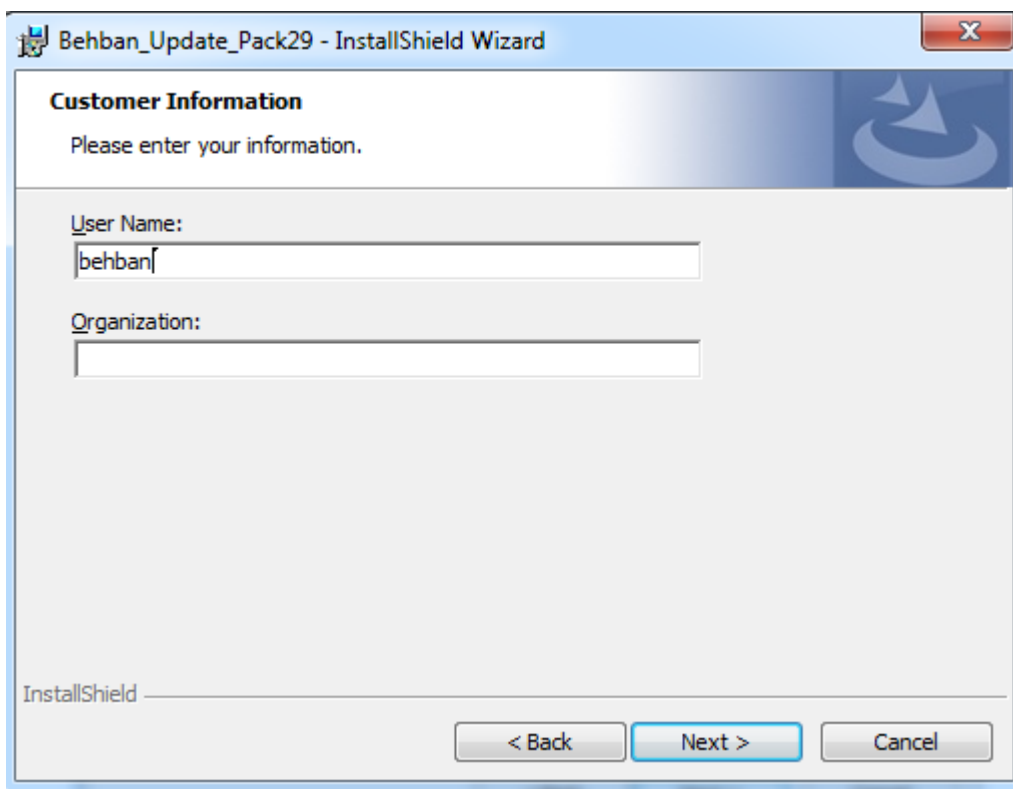 Behban_Update_Pack29 - InstallShield Wizard
Customer Information
Please enter your information.
User Name:
behban
Organization:
InstallShield
< Back Next > Cancel